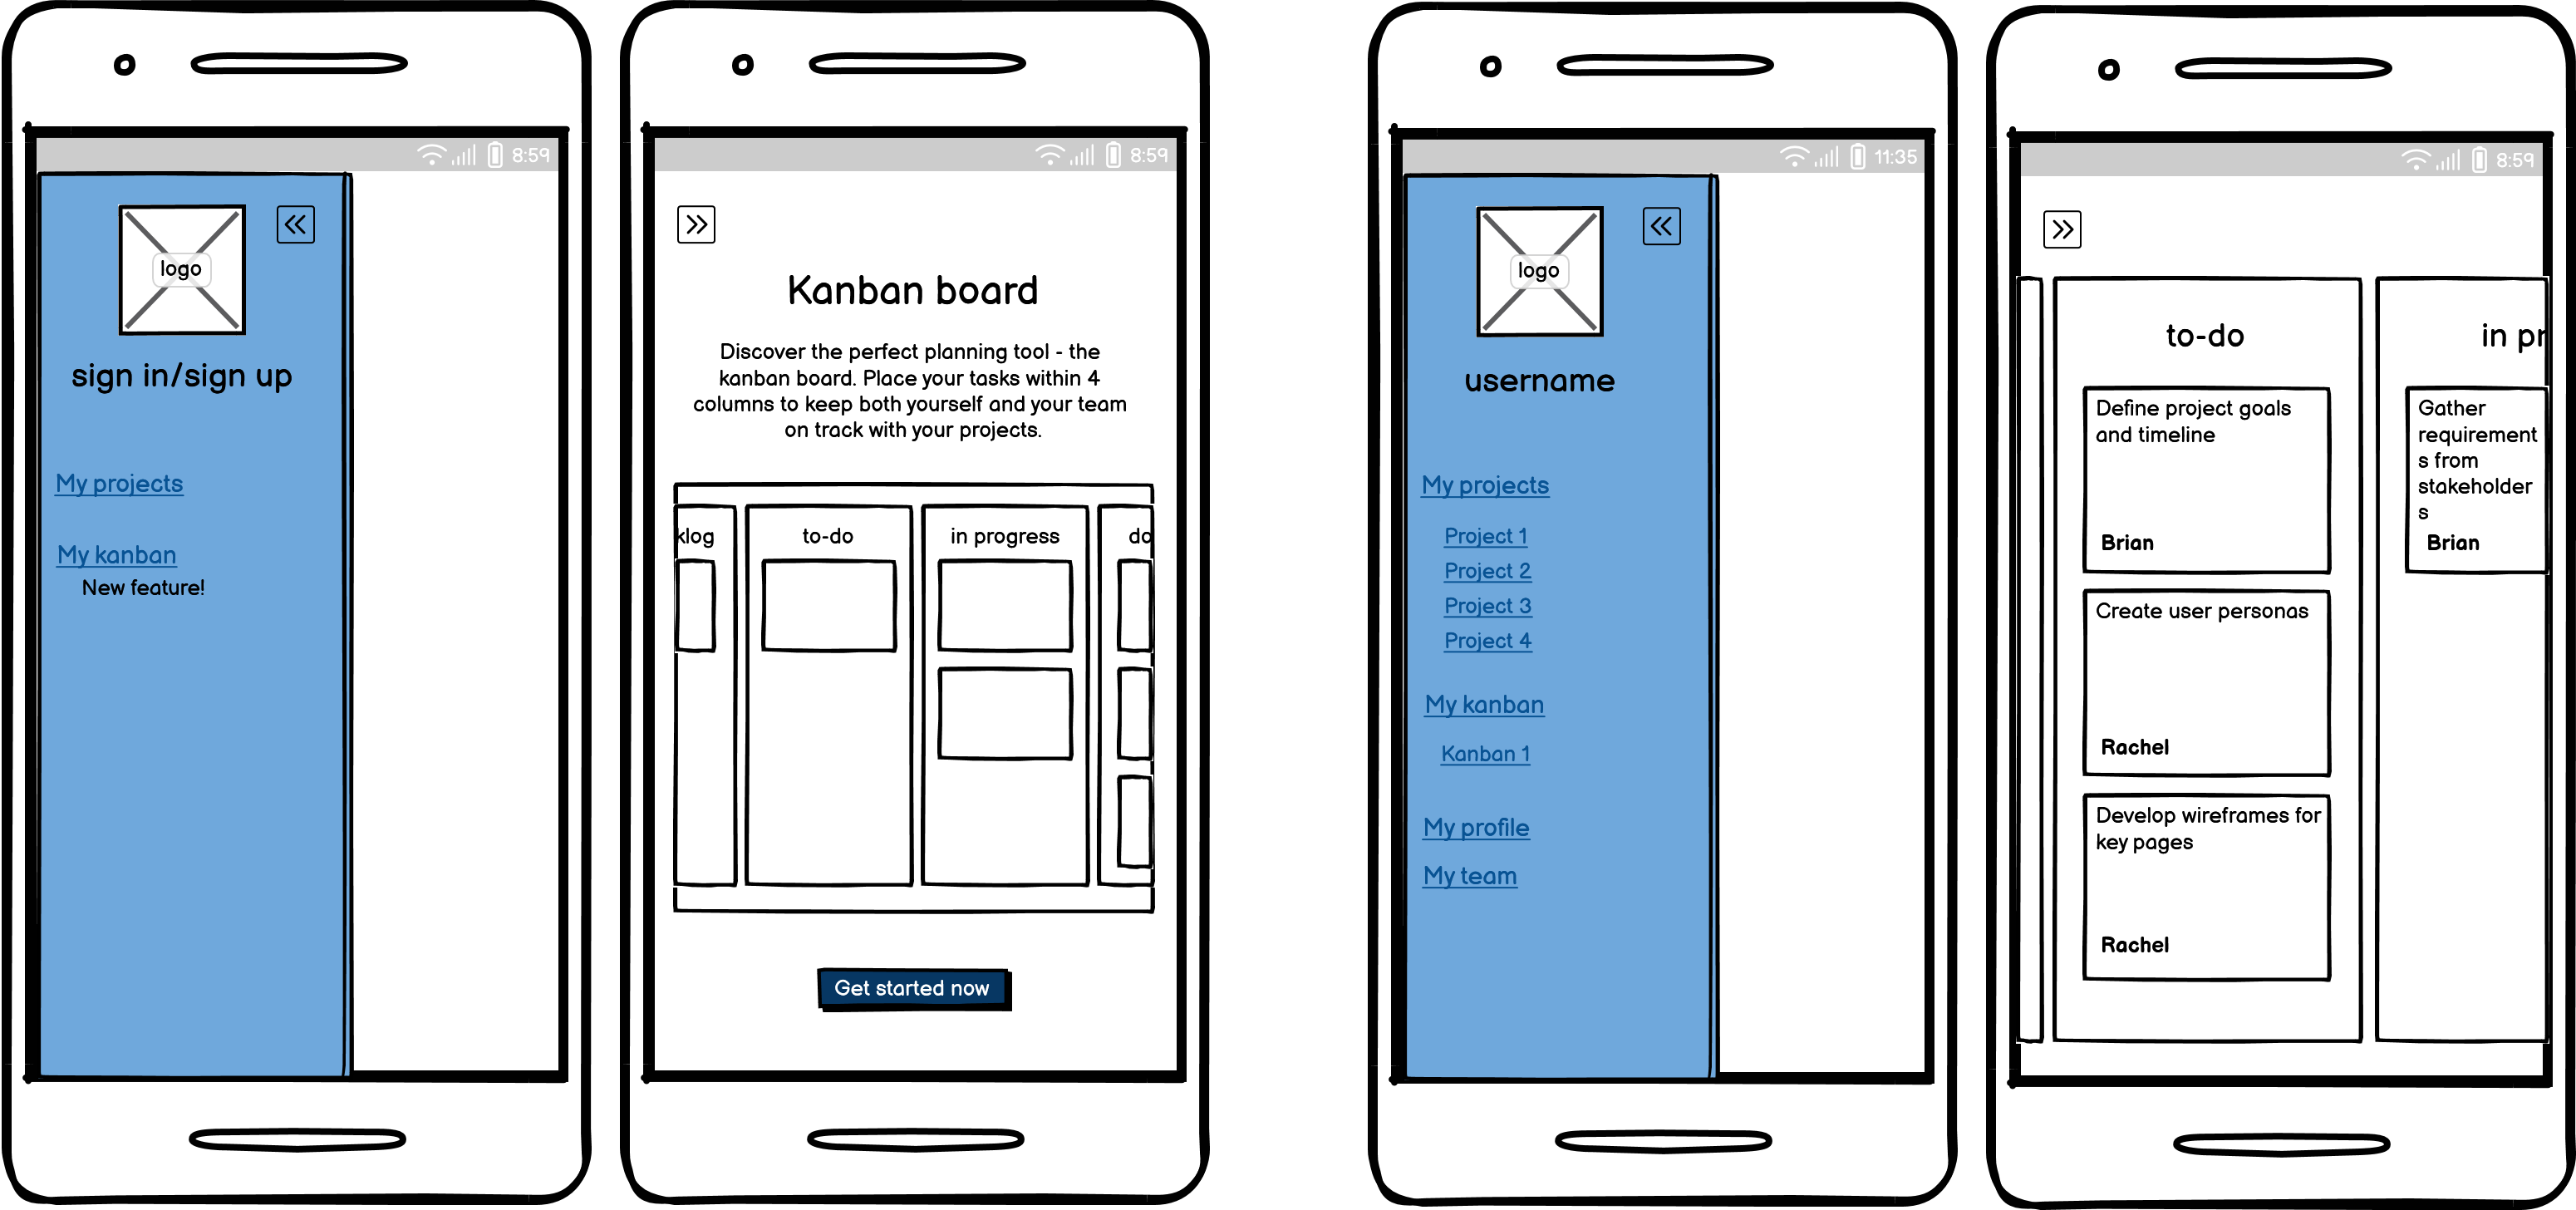 8:59
logo
sign in/sign up
My projects
My kanban
New feature!
8:59
Kanban board
Discover the perfect planning tool - the
kanban board. Place your tasks within 4
columns to keep both yourself and your team
on track with your projects.
klog
to-do
in progress
do
Get started now
11:35
logo
username
My projects
Project 1
Project 2
Project 3
Project 4
My kanban
Kanban 1
My profile
My team
8:59
to-do
Define project goals
and timeline
Brian
Create user personas
Rachel
Develop wireframes for
key pages
Rachel
in pr
Gather
requirement
s from
stakeholder
s
Brian